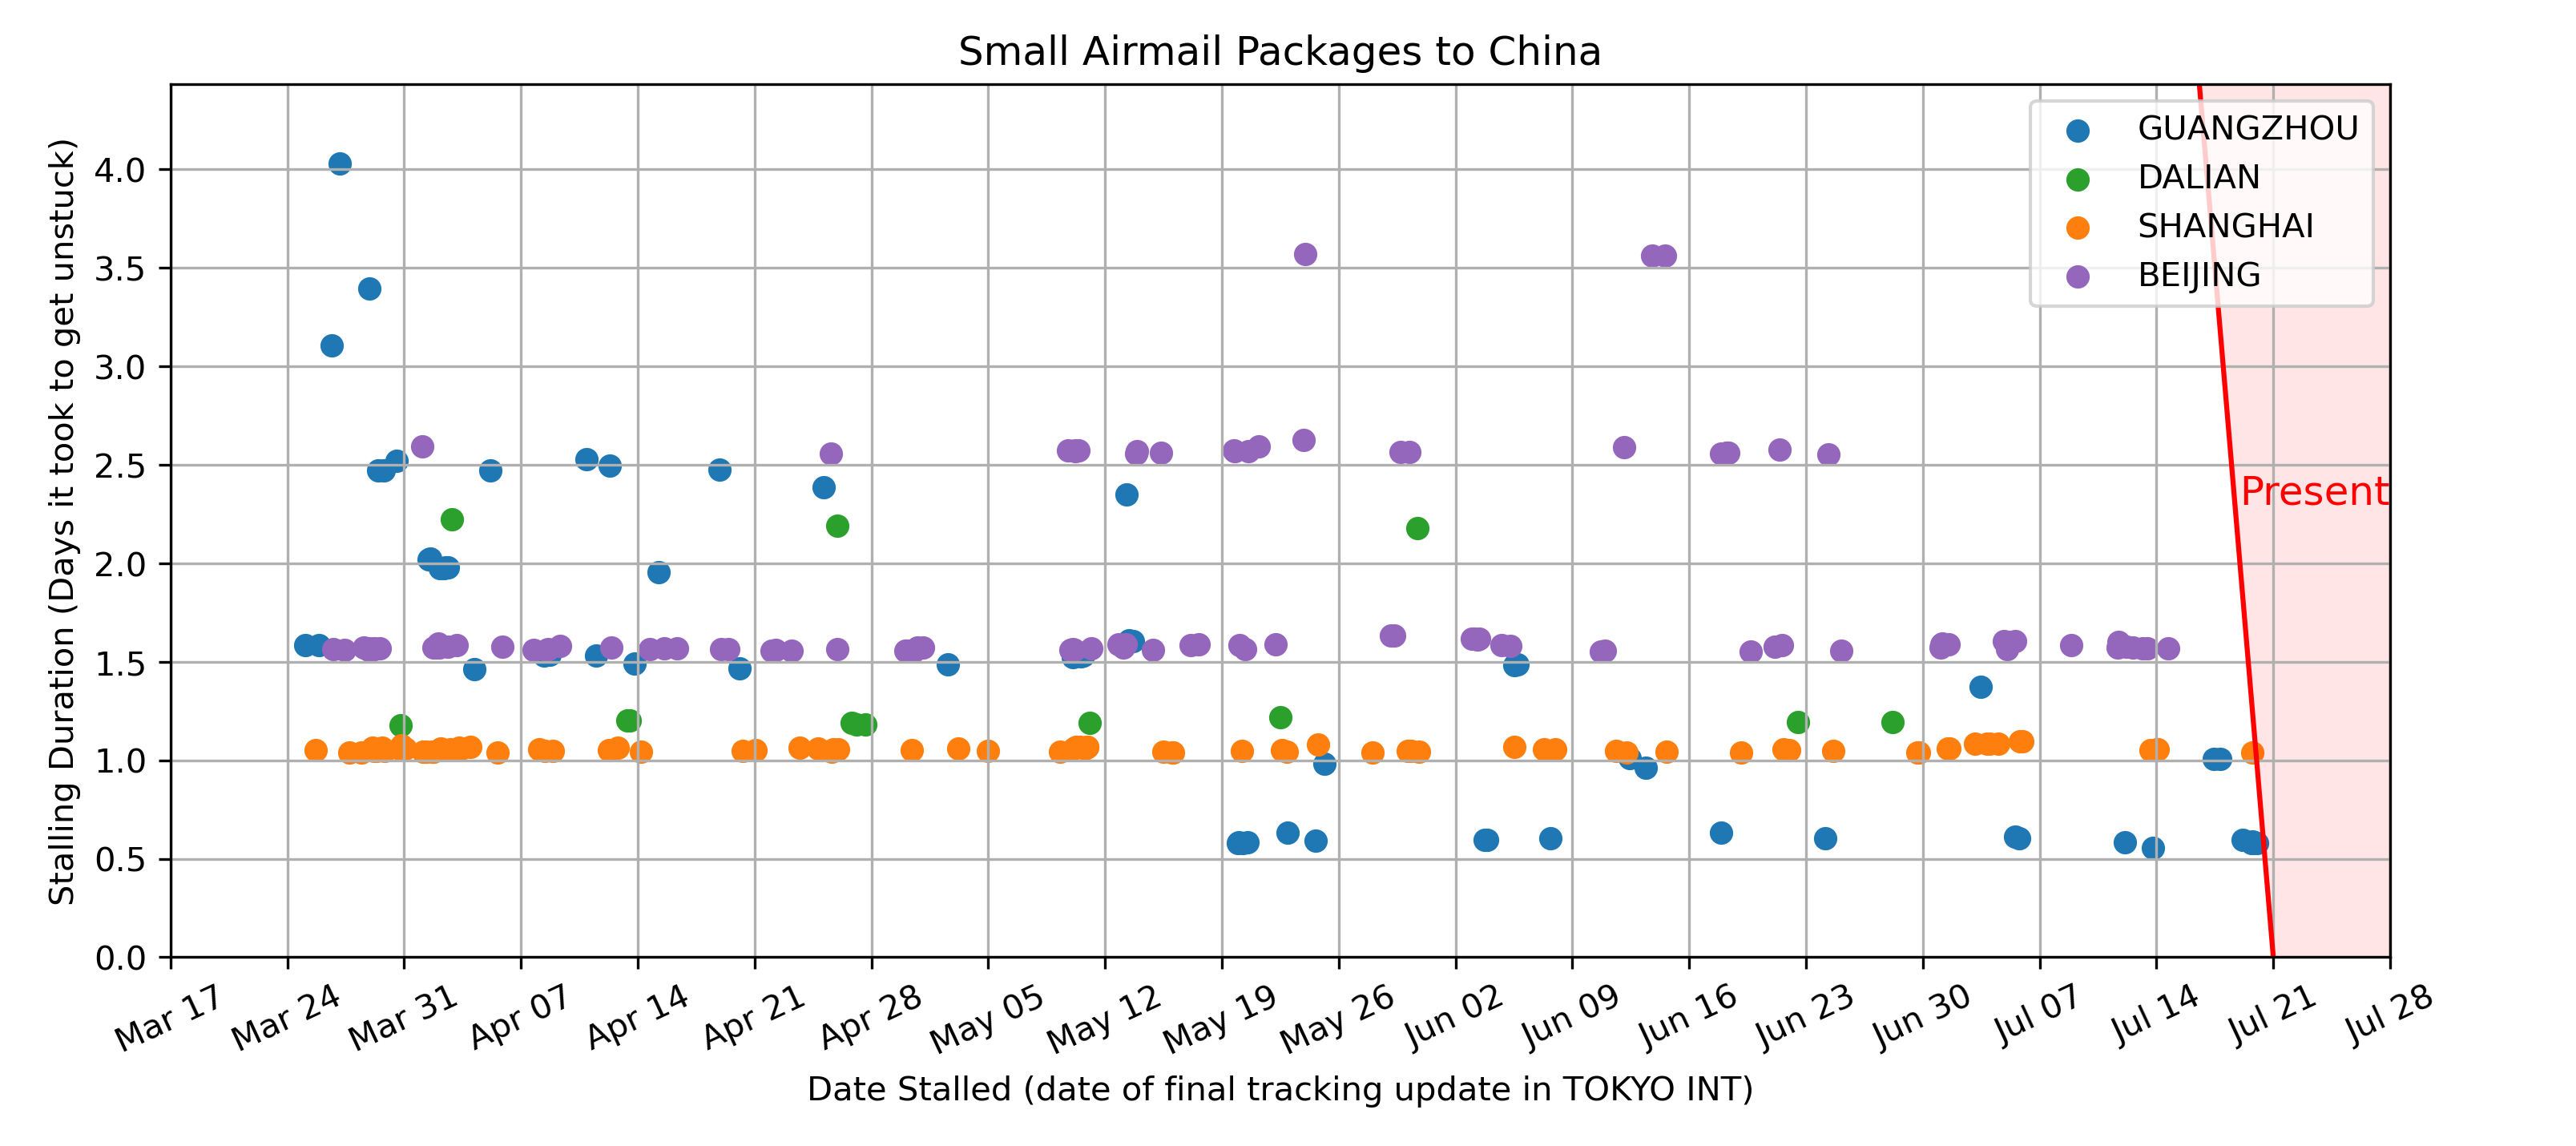 Small Airmail Packages to China
GUANGZHOU
DALIAN
SHANGHAI
BEIJING
Present
Stalling Duration (Days it took to get unstuck)
4.0
3.5
3.0
2.5
2.0
1.5
1.0
0.5
0.0
Mar 17 Mar 24 Mar 31 Apr 07 Apr 14 Apr 21 Apr 28 May 05 May 12 May 19 May 26 Jun 02 Jun 09 Jun 16 Jun 23 Jun 30 Jul 07 Jul 14 Jul 21 Jul 28
Date Stalled (date of final tracking update in TOKYO INT)